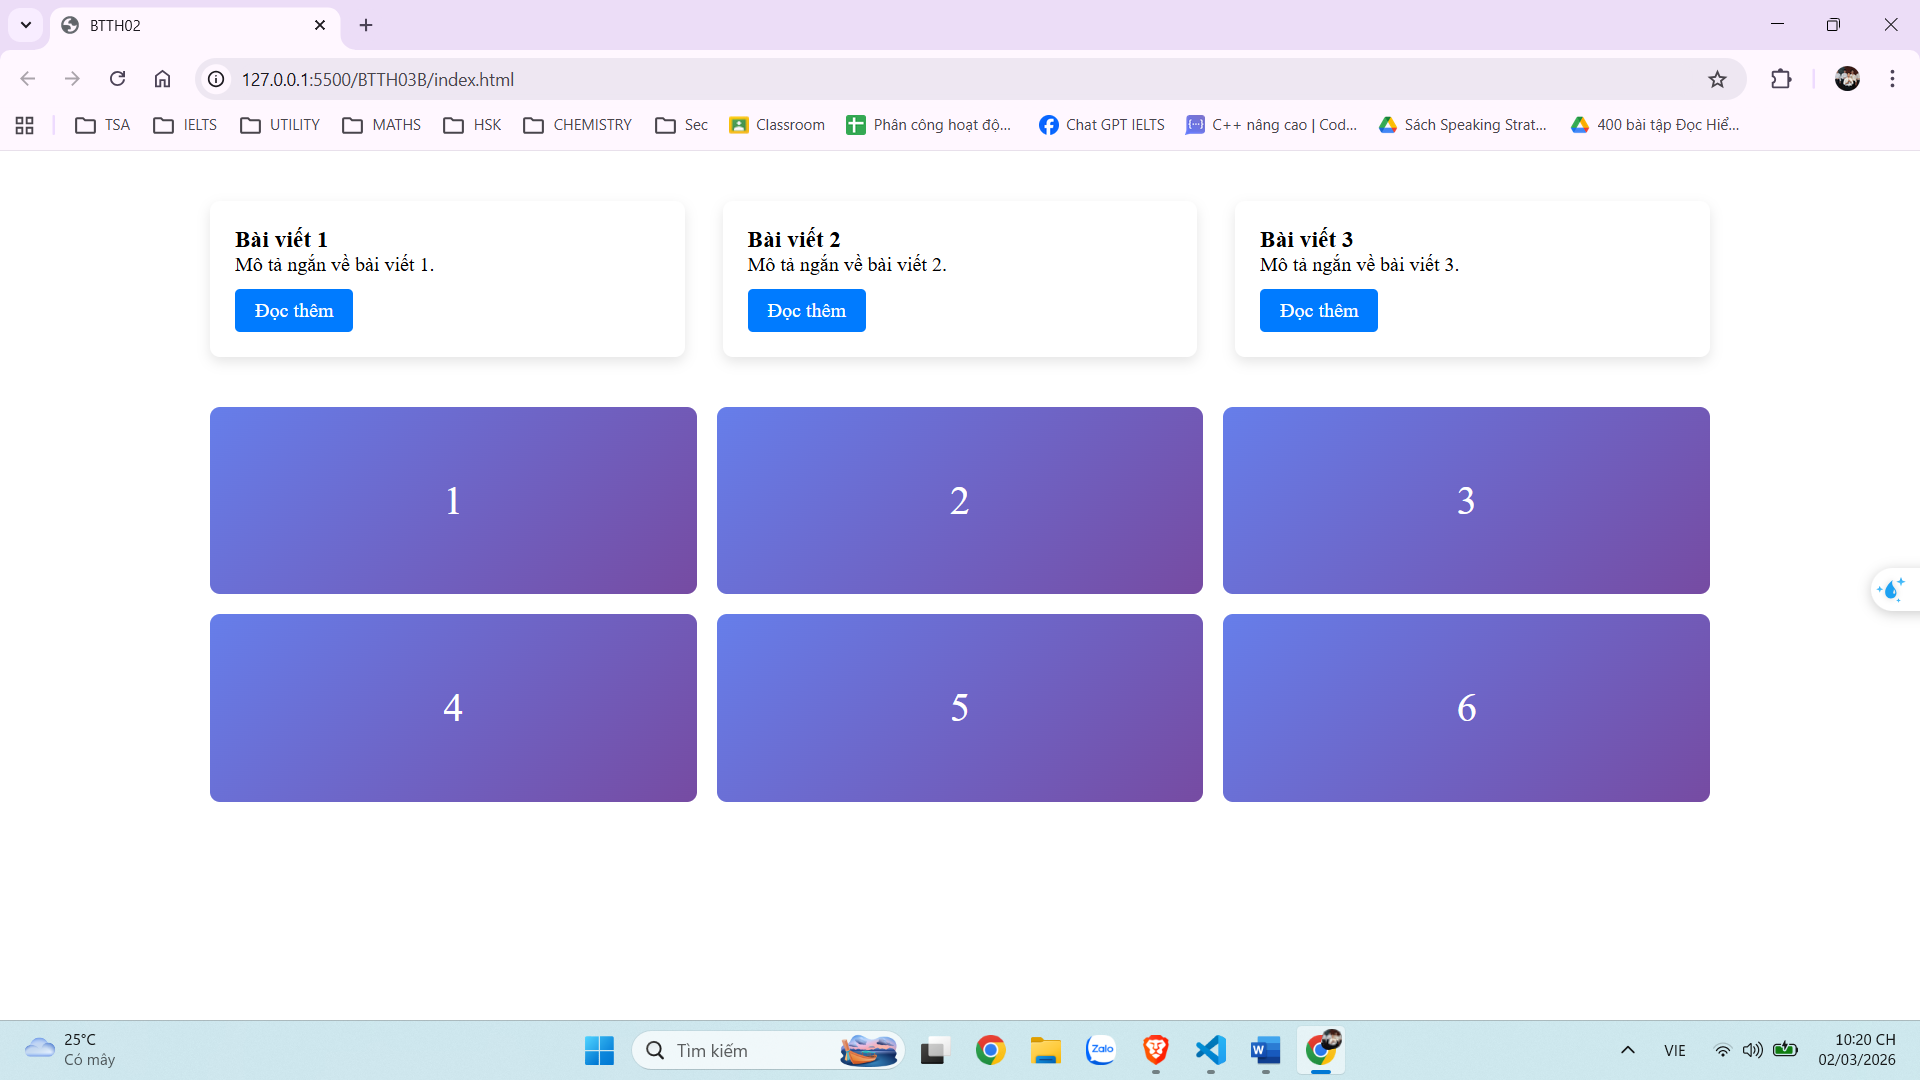 BTTH02
127.0.0.1:5500/BTTH03B/index.html
TSA IELTS UTILITY MATHS HSK CHEMISTRY Sec Classroom Phân công hoạt độ... Chat GPT IELTS C++ nâng cao | Cod... Sách Speaking Strat... 400 bài tập Đọc Hiể...
Bài viết 1
Mô tả ngắn về bài viết 1.
Đọc thêm
Bài viết 2
Mô tả ngắn về bài viết 2.
Đọc thêm
Bài viết 3
Mô tả ngắn về bài viết 3.
Đọc thêm
1 2 3
4 5 6
25°C
Có mây
Tìm kiếm
Zalo
W
VIE
10:20 CH
02/03/2026